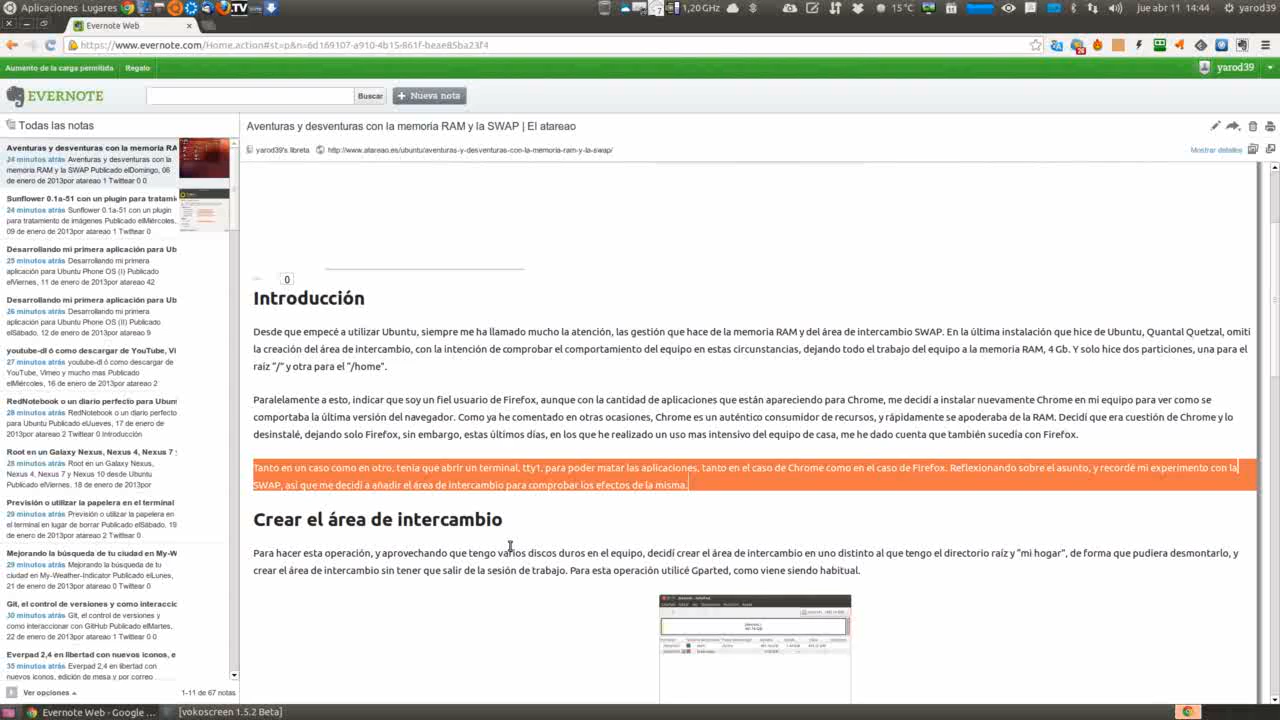 Aplicaciones Lugares
TV
1,20GHz
15°C
jue abr 11 14:44
yarod39
Evernote Web
https://www.evernote.com/Home.action#st=p&n=6d169107-a910-4b15-861f-beae85ba23f4
Aumento de la carga permitida
Regalo
yarod39
EVERNOTE
Buscar
Nueva nota
Todas las notas
Aventuras y desventuras con la memoria RA
24 minutos atrás Aventuras y desventuras con la
memoria RAM y la SWAP Publicado elDomingo, 06
de enero de 2013por atareao 1 Twittear 0 0
Sunflower 0.1a-51 con un plugin para tratamie
24 minutos atrás Sunflower 0.1a-51 con un plugin
para tratamiento de imágenes Publicado elMiércoles,
09 de enero de 2013por atareao 1 Twittear 0
Desarrollando mi primera aplicación para Ub
25 minutos atrás Desarrollando mi primera
aplicación para Ubuntu Phone OS (I) Publicado
elViernes, 11 de enero de 2013por atareao 42
Desarrollando mi primera aplicación para Ub
26 minutos atrás Desarrollando mi primera
aplicación para Ubuntu Phone OS (II) Publicado
elSábado, 12 de enero de 2013por atareao 9
youtube-dl ó como descargar de YouTube, Vi
27 minutos atrás youtube-dl ó como descargar de
YouTube, Vimeo y mucho mas Publicado
elMiércoles, 16 de enero de 2013por atareao 2
RedNotebook o un diario perfecto para Ubun
28 minutos atrás RedNotebook o un diario perfecto
para Ubuntu Publicado elJueves, 17 de enero de
2013por atareao 2 Twittear 0 Introducción
Root en un Galaxy Nexus, Nexus 4, Nexus 7 y
28 minutos atrás Root en un Galaxy Nexus,
Nexus 4, Nexus 7 y Nexus 10 desde Ubuntu
Publicado elViernes, 18 de enero de 2013por
Previsión o utilizar la papelera en el terminal
29 minutos atrás Previsión o utilizar la papelera en
el terminal en lugar de borrar Publicado elSábado, 19
de enero de 2013por atareao 2 Twittear 0
Mejorando la búsqueda de tu ciudad en My-W
29 minutos atrás Mejorando la búsqueda de tu
ciudad en My-Weather-Indicator Publicado elLunes,
21 de enero de 2013por atareao 0 Twittear 0
Git, el control de versiones y como interaccio
30 minutos atrás Git, el control de versiones y
como interaccionar con GitHub Publicado elMartes,
22 de enero de 2013por atareao 1 Twittear 0 0
Everpad 2,4 en libertad con nuevos iconos, e
35 minutos atrás Everpad 2,4 en libertad con
nuevos iconos, edición de mesa y por correo
Ver opciones
1-11 de 67 notas
Aventuras y desventuras con la memoria RAM y la SWAP | El atareao
yarod39's libreta
http://www.atareao.es/ubuntu/aventuras-y-desventuras-con-la-memoria-ram-y-la-swap/
Mostrar detalles
0
Introducción
Desde que empecé a utilizar Ubuntu, siempre me ha llamado mucho la atención, las gestión que hace de la memoria RAM y del área de intercambio SWAP. En la última instalación que hice de Ubuntu, Quantal Quetzal, omiti
la creación del área de intercambio, con la intención de comprobar el comportamiento del equipo en estas circunstancias, dejando todo el trabajo del equipo a la memoria RAM, 4 Gb. Y solo hice dos particiones, una para el
raíz "/" y otra para el "/home".
Paralelamente a esto, indicar que soy un fiel usuario de Firefox, aunque con la cantidad de aplicaciones que están apareciendo para Chrome, me decidí a instalar nuevamente Chrome en mi equipo para ver como se
comportaba la última versión del navegador. Como ya he comentado en otras ocasiones, Chrome es un auténtico consumidor de recursos, y rápidamente se apoderaba de la RAM. Decidí que era cuestión de Chrome y lo
desinstalé, dejando solo Firefox, sin embargo, estas últimos días, en los que he realizado un uso mas intensivo del equipo de casa, me he dado cuenta que también sucedía con Firefox.
Tanto en un caso como en otro, tenia que abrir un terminal, tty1, para poder matar las aplicaciones, tanto en el caso de Chrome como en el caso de Firefox. Reflexionando sobre el asunto, y recordé mi experimento con la
SWAP, así que me decidí a añadir el área de intercambio para comprobar los efectos de la misma.
Crear el área de intercambio
Para hacer esta operación, y aprovechando que tengo varios discos duros en el equipo, decidí crear el área de intercambio en uno distinto al que tengo el directorio raíz y "mi hogar", de forma que pudiera desmontarlo, y
crear el área de intercambio sin tener que salir de la sesión de trabajo. Para esta operación utilicé Gparted, como viene siendo habitual.
Evernote Web - Google ...
[vokoscreen 1.5.2 Beta]